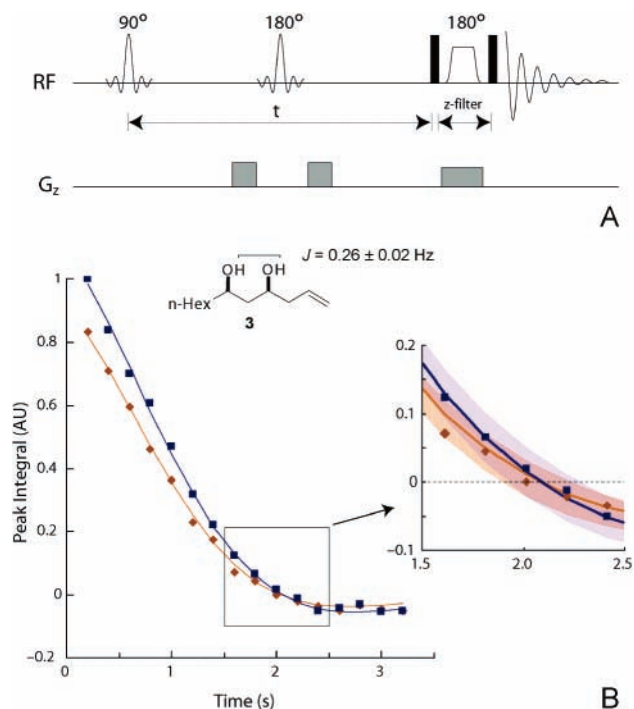 90° 180° 180°
RF
z-filter
t
Gz
A
J = 0.26 ± 0.02 Hz
OH OH
n-Hex
3
1
0.8
0.6
0.4
0.2
0
−0.2
Peak Integral (AU)
0 1 2 3
Time (s)
0.2
0.1
0
−0.1
1.5 2.0 2.5
B